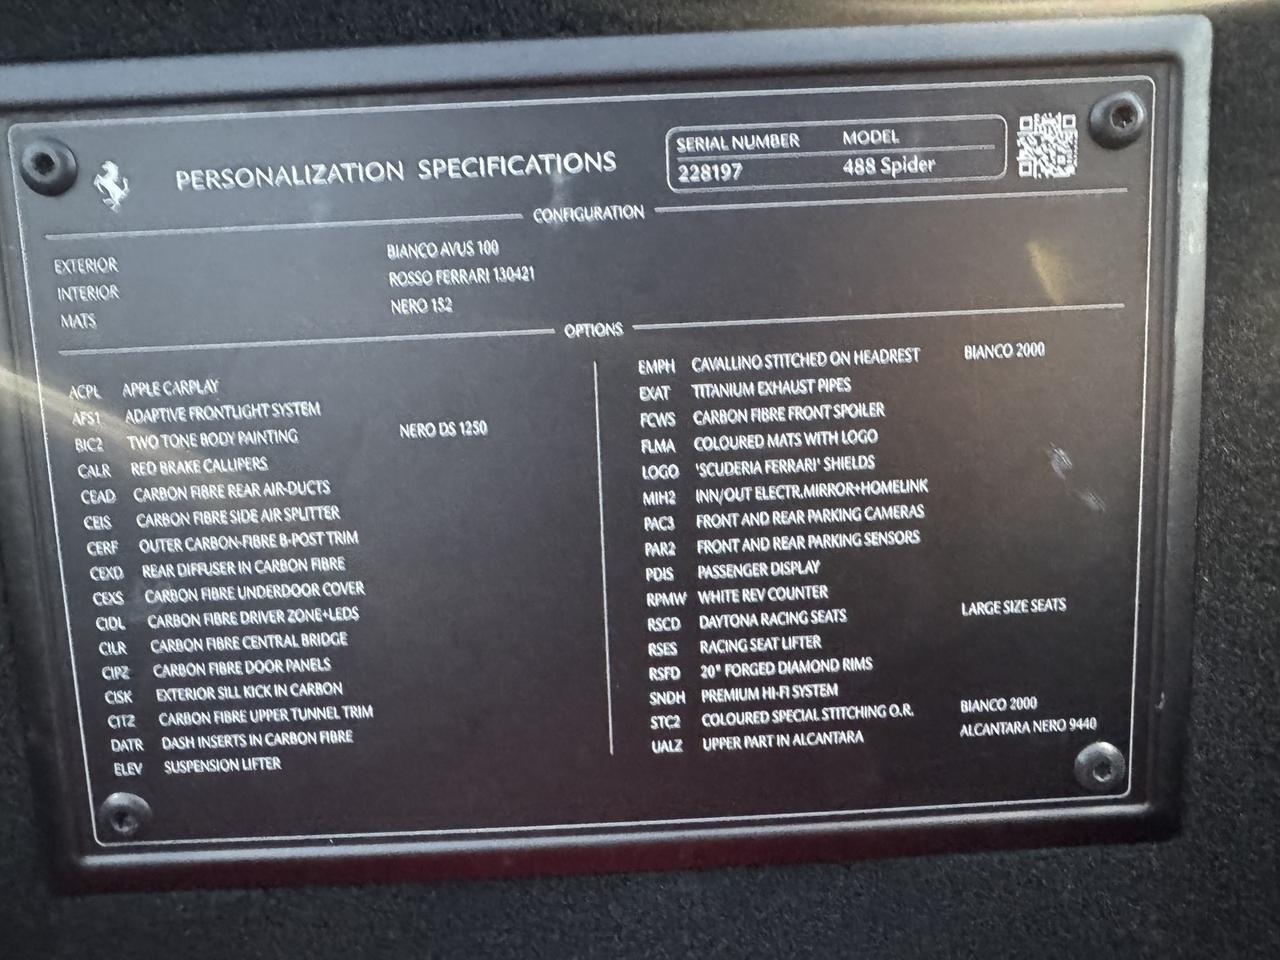 PERSONALIZATION SPECIFICATIONS
SERIAL NUMBER MODEL
228197 488 Spider
CONFIGURATION
EXTERIOR BIANCO AVUS 100
INTERIOR ROSSO FERRARI 130421
MATS NERO 152
OPTIONS
ACPL APPLE CARPLAY
AFS1 ADAPTIVE FRONTLIGHT SYSTEM
BIC2 TWO TONE BODY PAINTING NERO DS 1250
CALR RED BRAKE CALLIPERS
CEAD CARBON FIBRE REAR AIR-DUCTS
CEIS CARBON FIBRE SIDE AIR SPLITTER
CERF OUTER CARBON-FIBRE B-POST TRIM
CEXD REAR DIFFUSER IN CARBON FIBRE
CEXS CARBON FIBRE UNDERDOOR COVER
CIDL CARBON FIBRE DRIVER ZONE+LEDS
CILR CARBON FIBRE CENTRAL BRIDGE
CIPZ CARBON FIBRE DOOR PANELS
CISK EXTERIOR SILL KICK IN CARBON
CITZ CARBON FIBRE UPPER TUNNEL TRIM
DATR DASH INSERTS IN CARBON FIBRE
ELEV SUSPENSION LIFTER
EMPH CAVALLINO STITCHED ON HEADREST BIANCO 2000
EXAT TITANIUM EXHAUST PIPES
FCWS CARBON FIBRE FRONT SPOILER
FLMA COLOURED MATS WITH LOGO
LOGO 'SCUDERIA FERRARI' SHIELDS
MIH2 INN/OUT ELECTR.MIRROR+HOMELINK
PAC3 FRONT AND REAR PARKING CAMERAS
PAR2 FRONT AND REAR PARKING SENSORS
PDIS PASSENGER DISPLAY
RPMW WHITE REV COUNTER
RSCD DAYTONA RACING SEATS LARGE SIZE SEATS
RSES RACING SEAT LIFTER
RSFD 20" FORGED DIAMOND RIMS
SNDH PREMIUM HI-FI SYSTEM
STC2 COLOURED SPECIAL STITCHING O.R. BIANCO 2000
UALZ UPPER PART IN ALCANTARA ALCANTARA NERO 9440